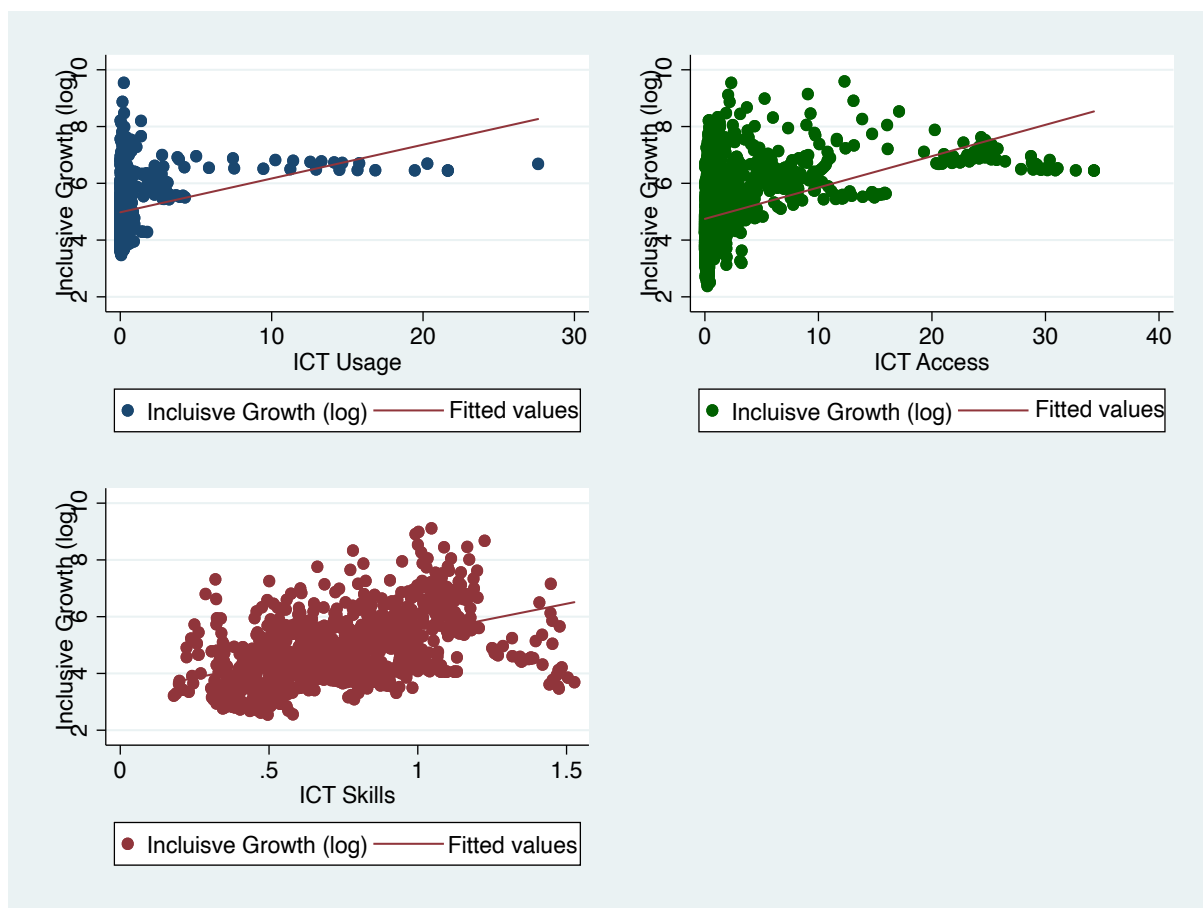 Inclusive Growth (log)
10
8
6
4
2
0 10 20 30
ICT Usage
Incluisve Growth (log) Fitted values
Inclusive Growth (log)
10
8
6
4
2
0 10 20 30 40
ICT Access
Incluisve Growth (log) Fitted values
Inclusive Growth (log)
10
8
6
4
2
0 .5 1 1.5
ICT Skills
Incluisve Growth (log) Fitted values